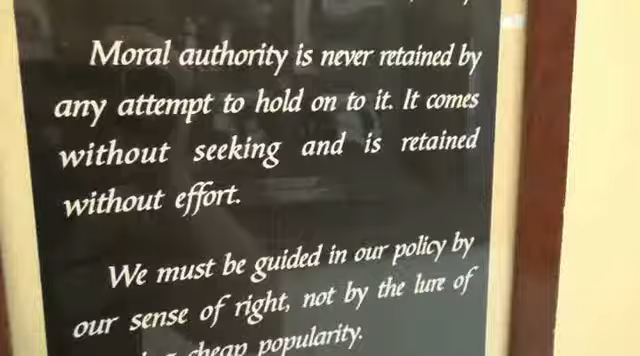 Moral authority is never retained by
any attempt to hold on to it. It comes
without seeking and is retained
without effort.
We must be guided in our policy by
our sense of right, not by the lure of
cheap popularity.